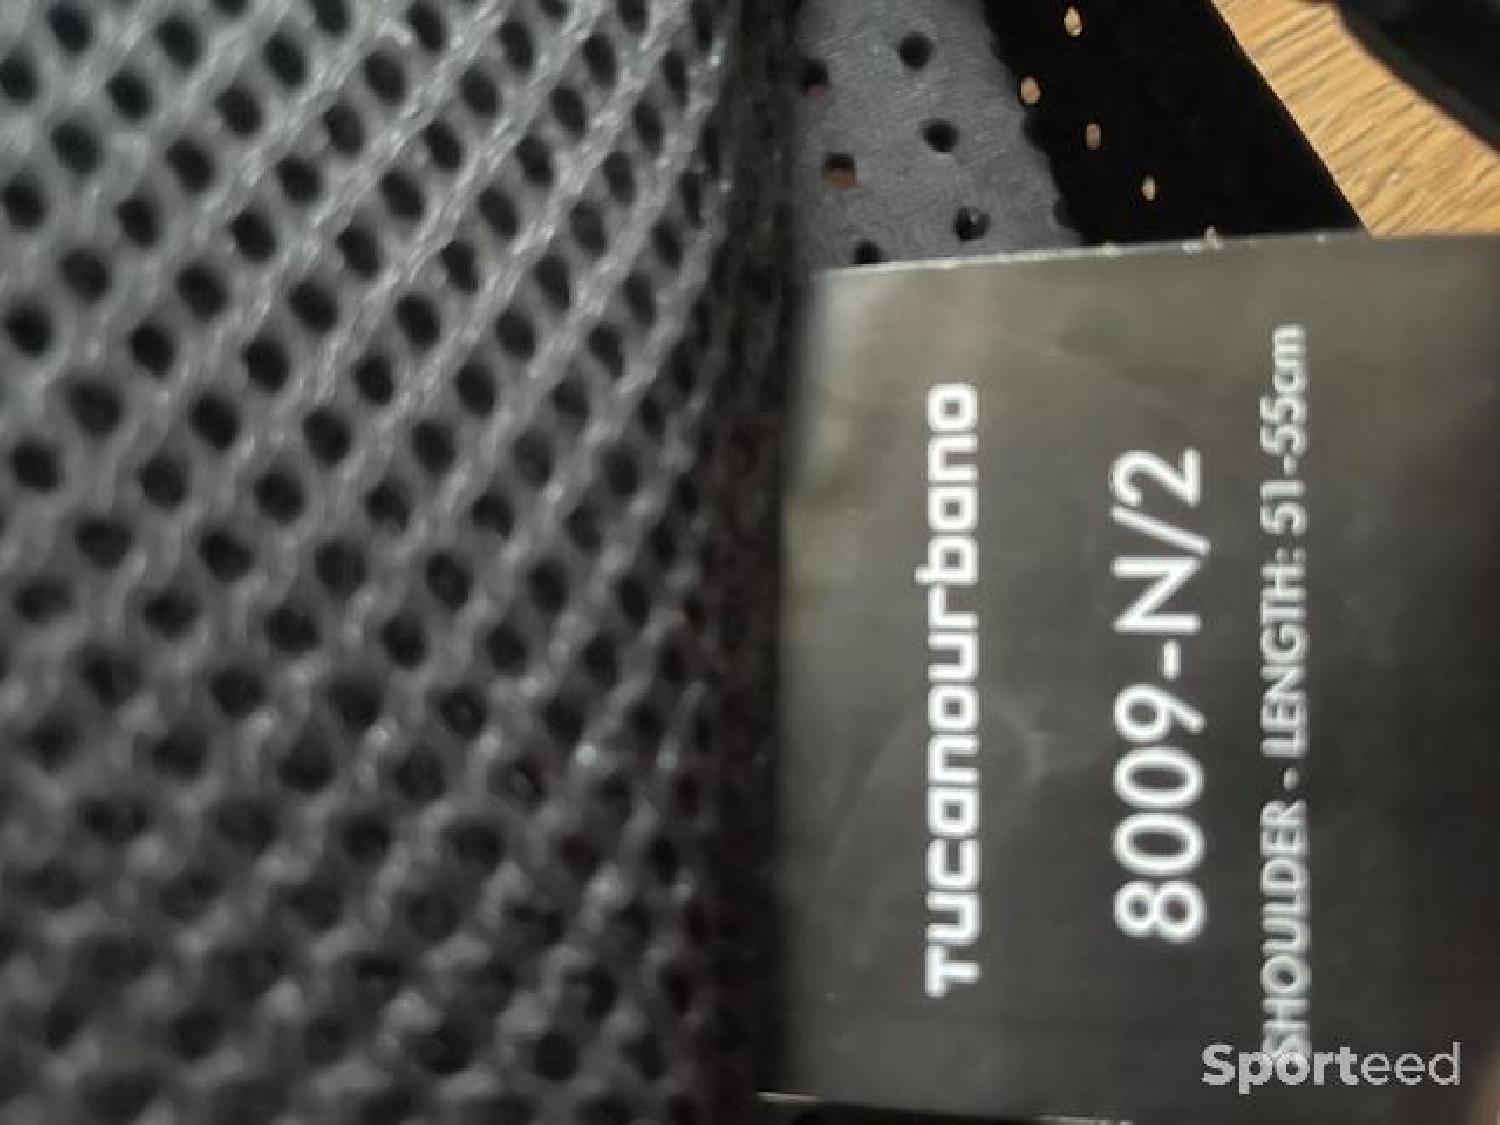 Tucanourbano
8009-N/2
SHOULDER - LENGTH: 51-55cm
Sporteed